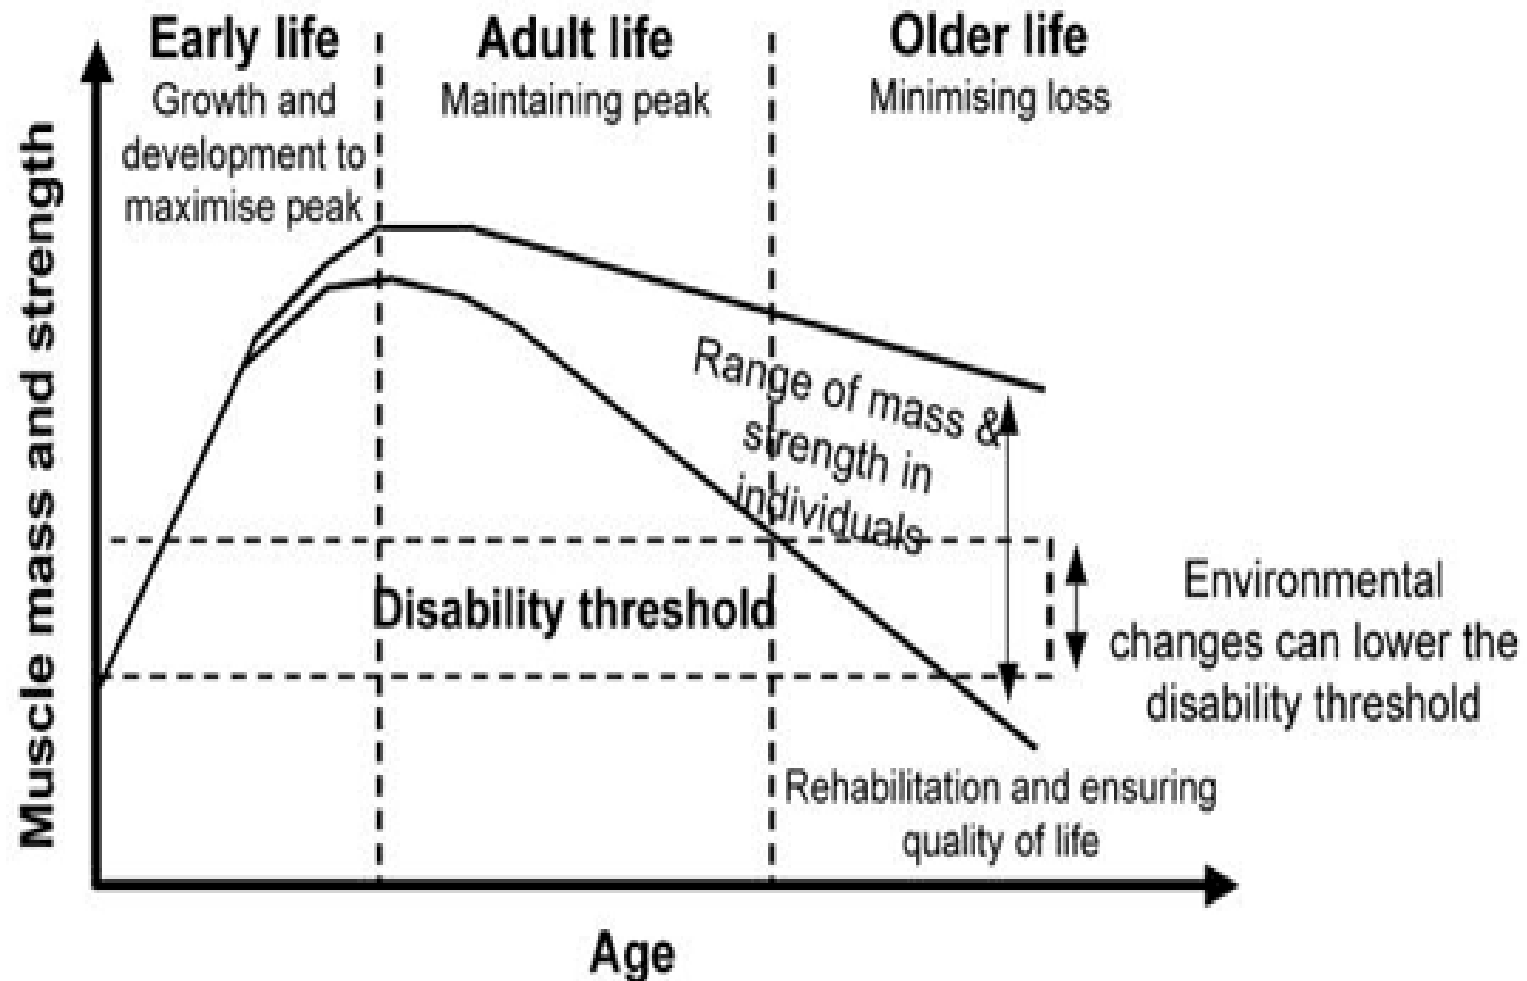 Early life
Growth and
development to
maximise peak
Adult life
Maintaining peak
Older life
Minimising loss
Muscle mass and strength
Range of mass &
strength in
individuals
Disability threshold
Environmental
changes can lower the
disability threshold
Rehabilitation and ensuring
quality of life
Age